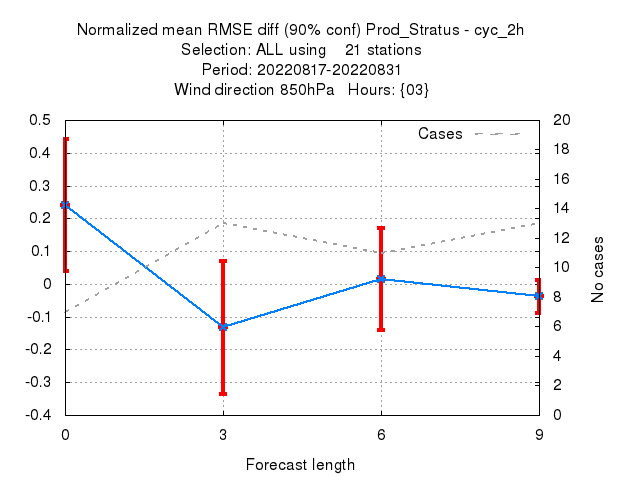 Normalized mean RMSE diff (90% conf) Prod_Stratus - cyc_2h
Selection: ALL using 21 stations
Period: 20220817-20220831
Wind direction 850hPa Hours: {03}
Cases
0.5
0.4
0.3
0.2
0.1
0
-0.1
-0.2
-0.3
-0.4
20
18
16
14
12
10
8
6
4
2
0
No cases
0 3 6 9
Forecast length